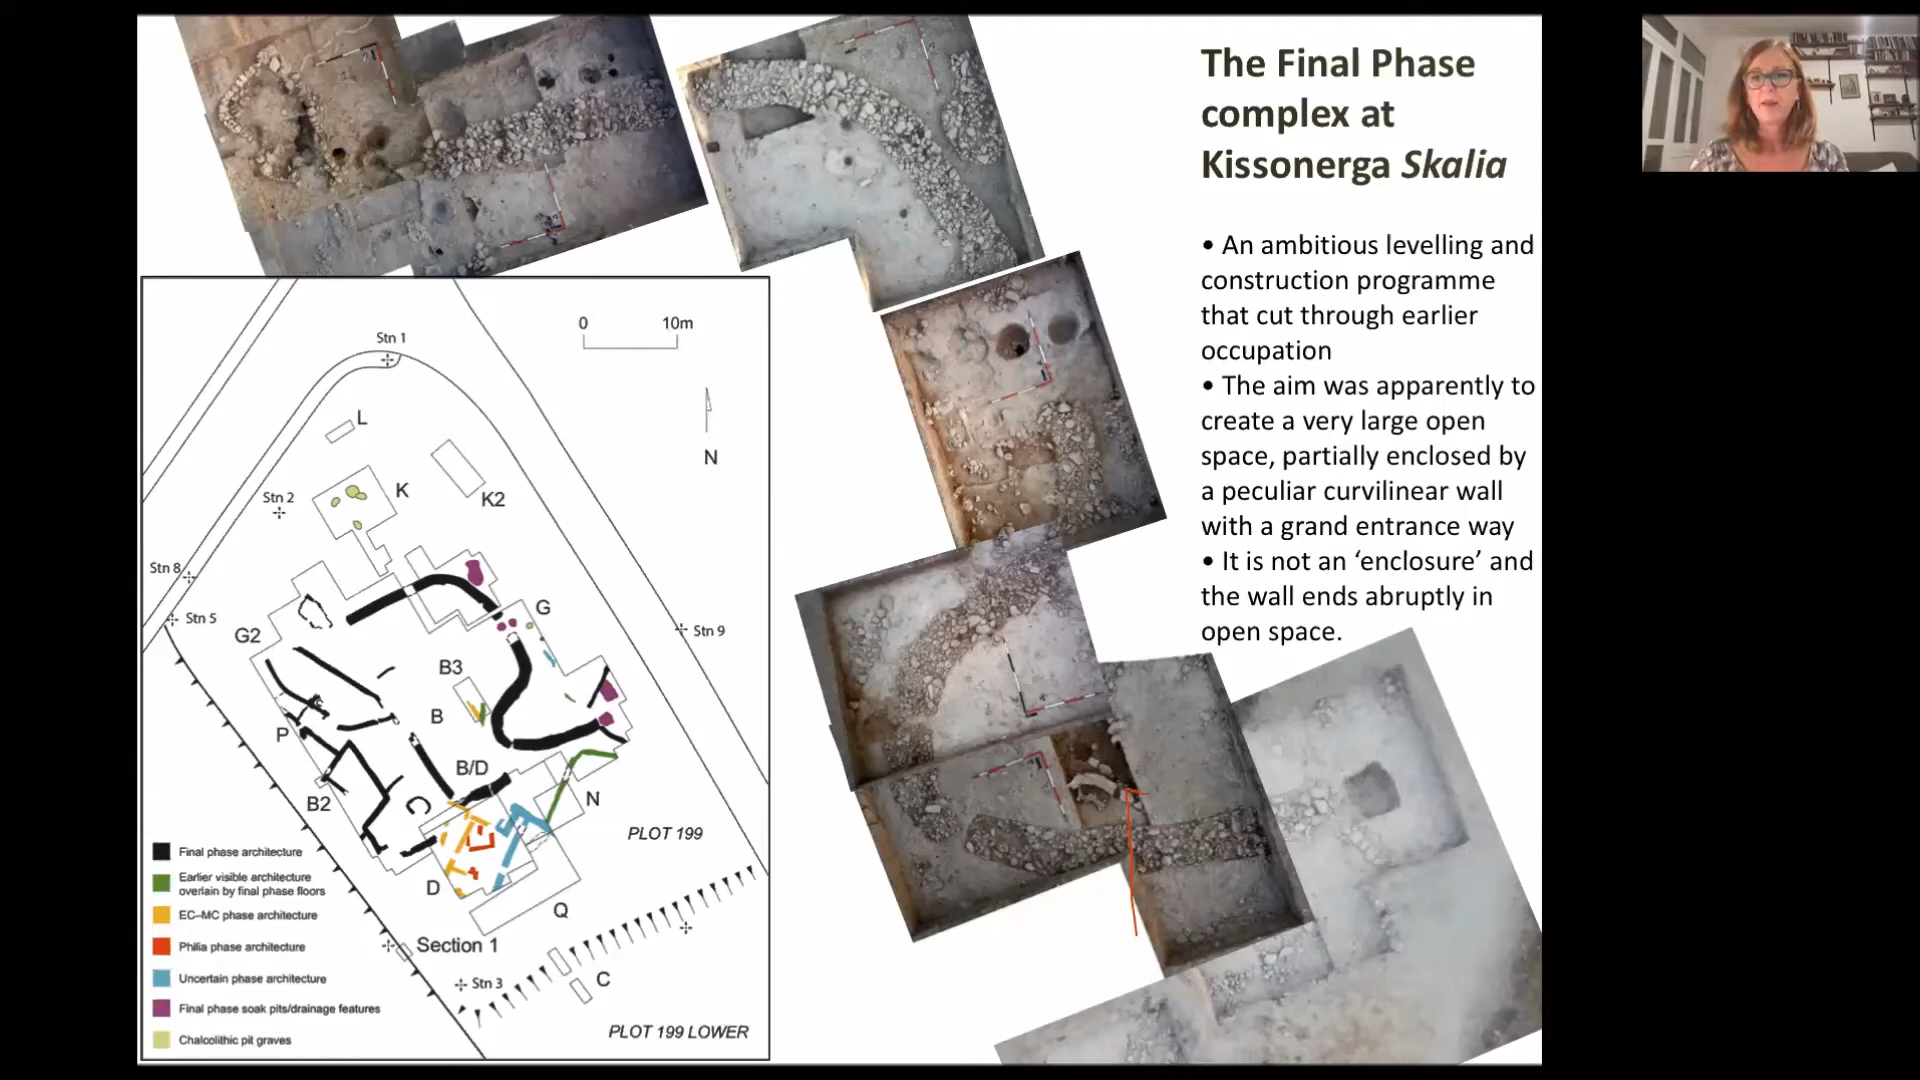 The Final Phase
complex at
Kissonerga Skalia
• An ambitious levelling and
construction programme
that cut through earlier
occupation
• The aim was apparently to
create a very large open
space, partially enclosed by
a peculiar curvilinear wall
with a grand entrance way
• It is not an ‘enclosure’ and
the wall ends abruptly in
open space.
0 10m
Stn 1
N
L
K
K2
Stn 2
Stn 8
Stn 5
G
G2
Stn 9
B3
B
P
B/D
B2
N
PLOT 199
D
Q
Section 1
Stn 3
C
PLOT 199 LOWER
Final phase architecture
Earlier visible architecture
overlain by final phase floors
EC–MC phase architecture
Philia phase architecture
Uncertain phase architecture
Final phase soak pits/drainage features
Chalcolithic pit graves